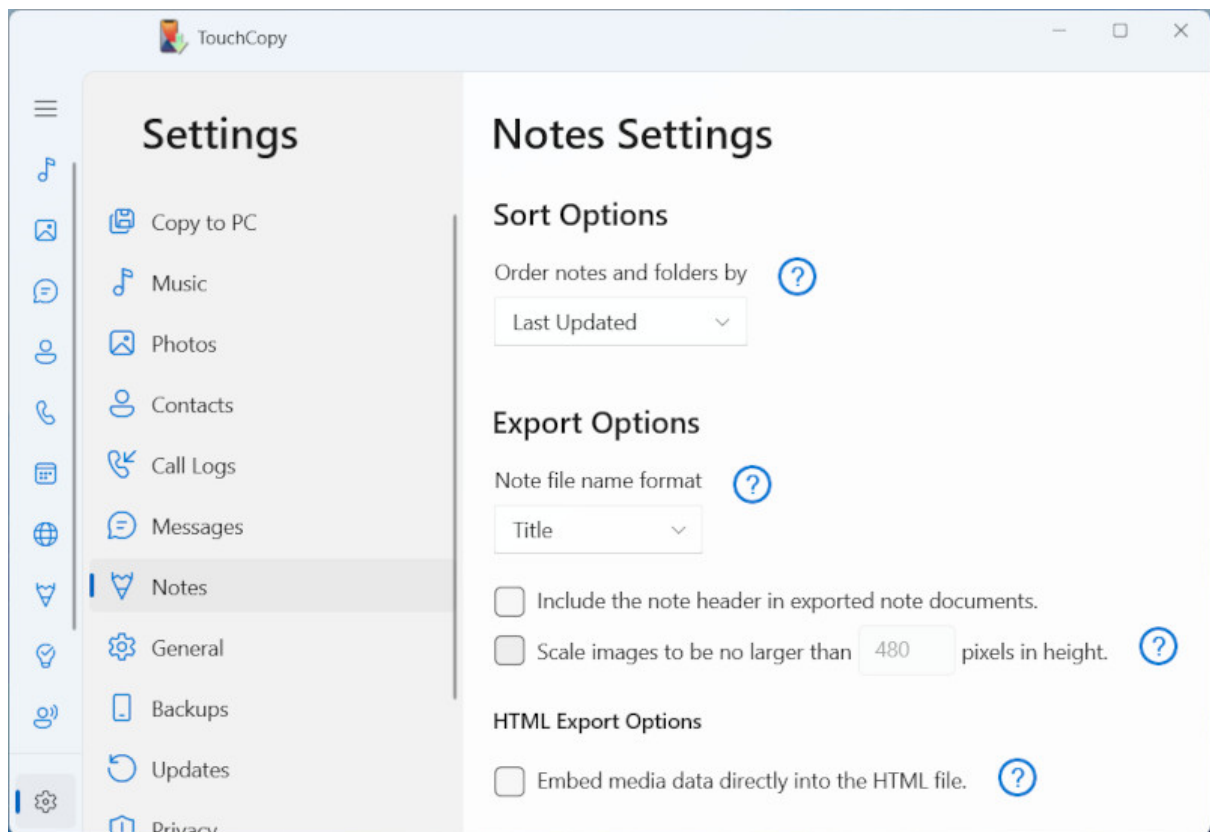 TouchCopy
Settings
Copy to PC
Music
Photos
Contacts
Call Logs
Messages
Notes
General
Backups
Updates
Privacy
Notes Settings
Sort Options
Order notes and folders by ?
Last Updated
Export Options
Note file name format ?
Title
Include the note header in exported note documents.
Scale images to be no larger than 480 pixels in height. ?
HTML Export Options
Embed media data directly into the HTML file. ?